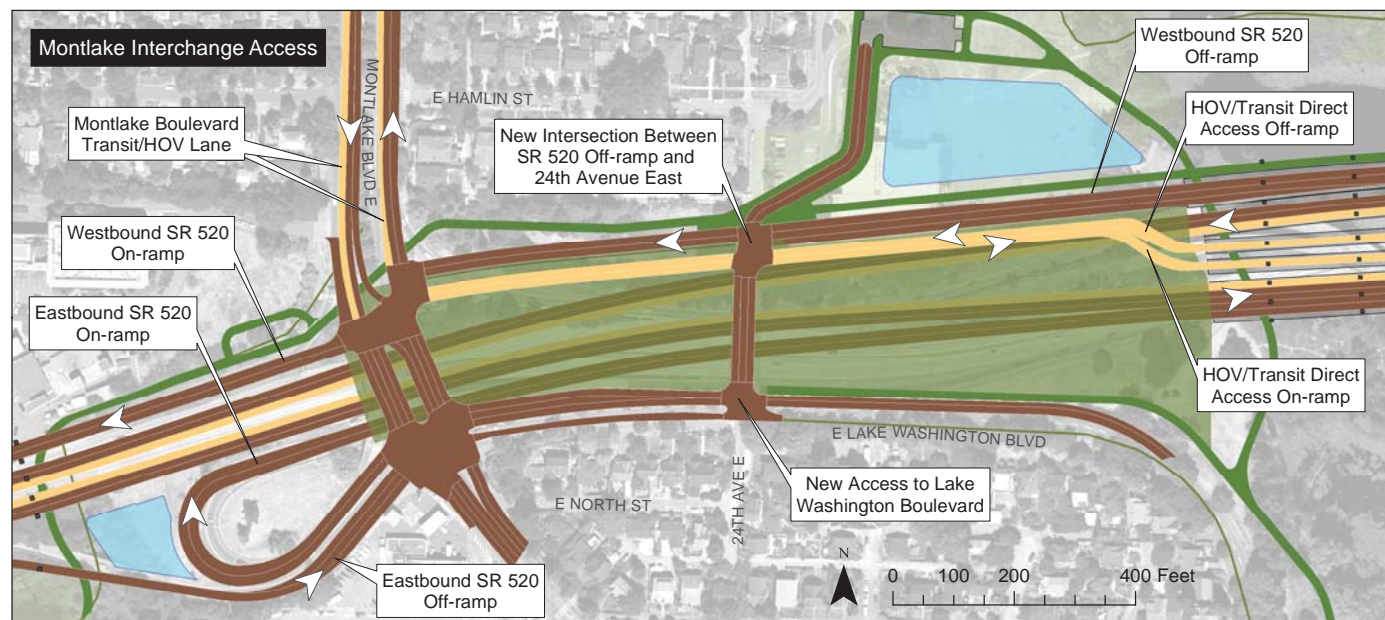 Montlake Interchange Access
MONTLAKE BLVD E
E HAMLIN ST
Westbound SR 520
Off-ramp
HOV/Transit Direct
Access Off-ramp
Montlake Boulevard
Transit/HOV Lane
New Intersection Between
SR 520 Off-ramp and
24th Avenue East
Westbound SR 520
On-ramp
Eastbound SR 520
On-ramp
HOV/Transit Direct
Access On-ramp
E LAKE WASHINGTON BLVD
E NORTH ST
24TH AVE E
New Access to Lake
Washington Boulevard
Eastbound SR 520
Off-ramp
N
0 100 200 400 Feet